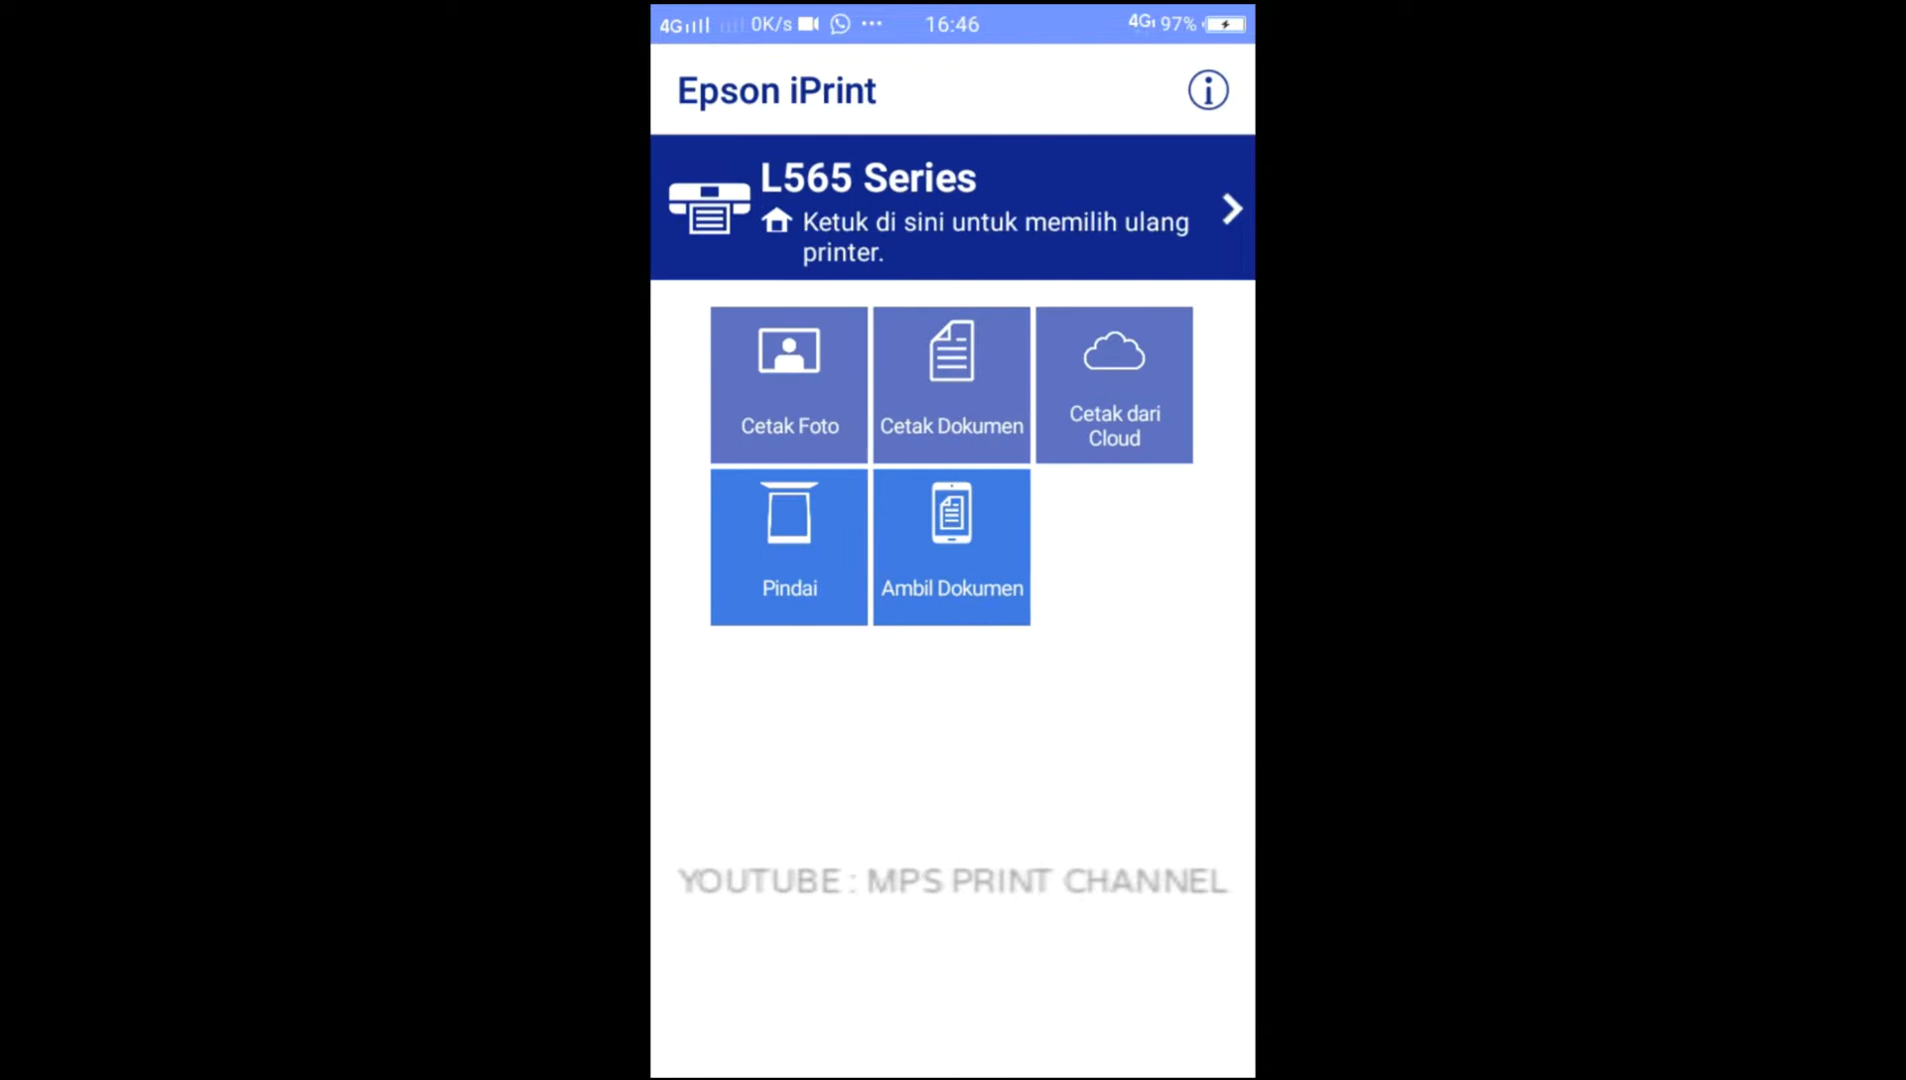 4G 0K/s 16:46 4G 97%
Epson iPrint
L565 Series
Ketuk di sini untuk memilih ulang
printer.
Cetak Foto
Cetak Dokumen
Cetak dari
Cloud
Pindai
Ambil Dokumen
YOUTUBE : MPS PRINT CHANNEL